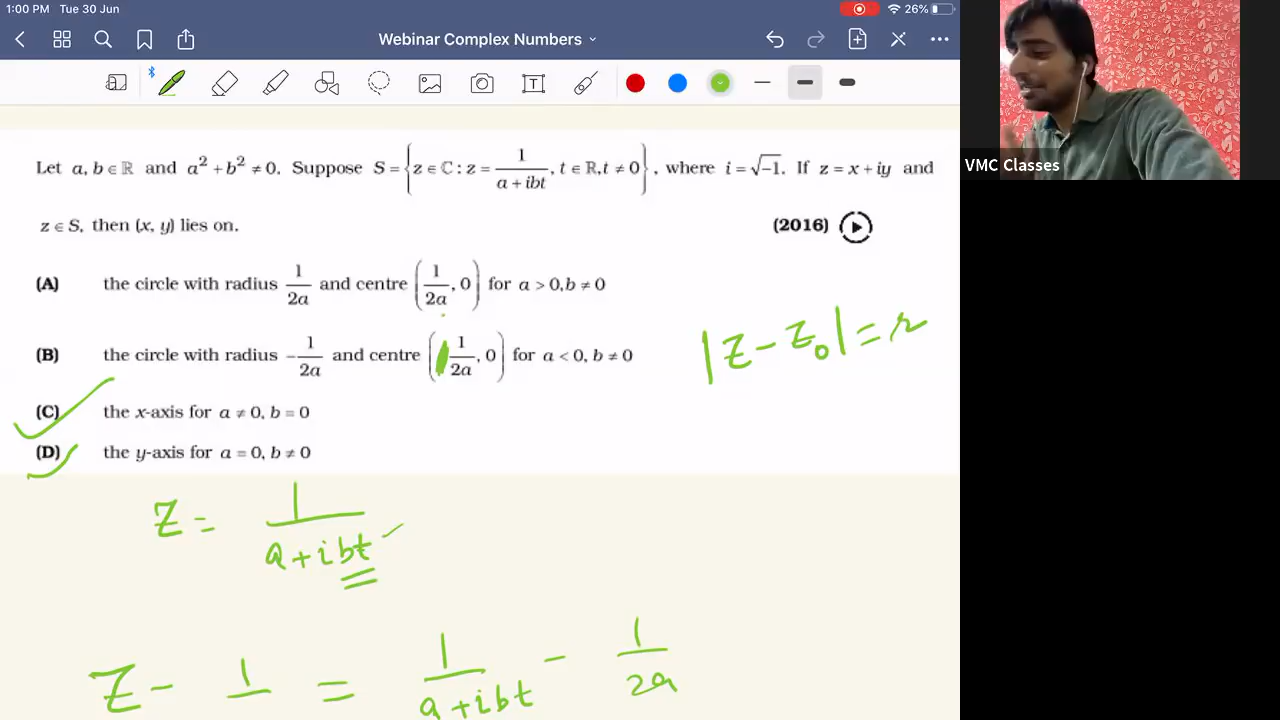 1:00 PM Tue 30 Jun
26%
Webinar Complex Numbers
VMC Classes
Let a, b ∈ ℝ and a² + b² ≠ 0. Suppose S = {z ∈ ℂ : z = 1/(a + ibt), t ∈ ℝ, t ≠ 0}, where i = √−1. If z = x + iy and
z ∈ S, then (x, y) lies on. (2016)
(A) the circle with radius 1/2a and centre (1/2a, 0) for a > 0, b ≠ 0
(B) the circle with radius −1/2a and centre (1/2a, 0) for a < 0, b ≠ 0
|z − z₀| = r
(C) the x-axis for a ≠ 0, b = 0
(D) the y-axis for a = 0, b ≠ 0
z = 1/(a + ibt)
z − 1 = 1/(a + ibt) − 1/2a